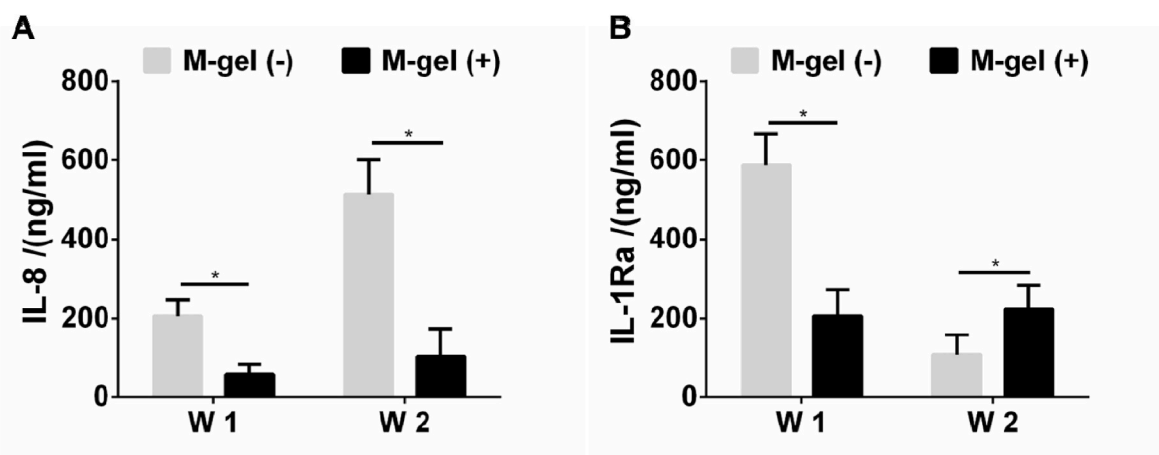 A
M-gel (-) M-gel (+)
IL-8 /(ng/ml)
800
600
400
200
0
*
*
W 1 W 2
B
M-gel (-) M-gel (+)
IL-1Ra /(ng/ml)
800
600
400
200
0
*
*
W 1 W 2